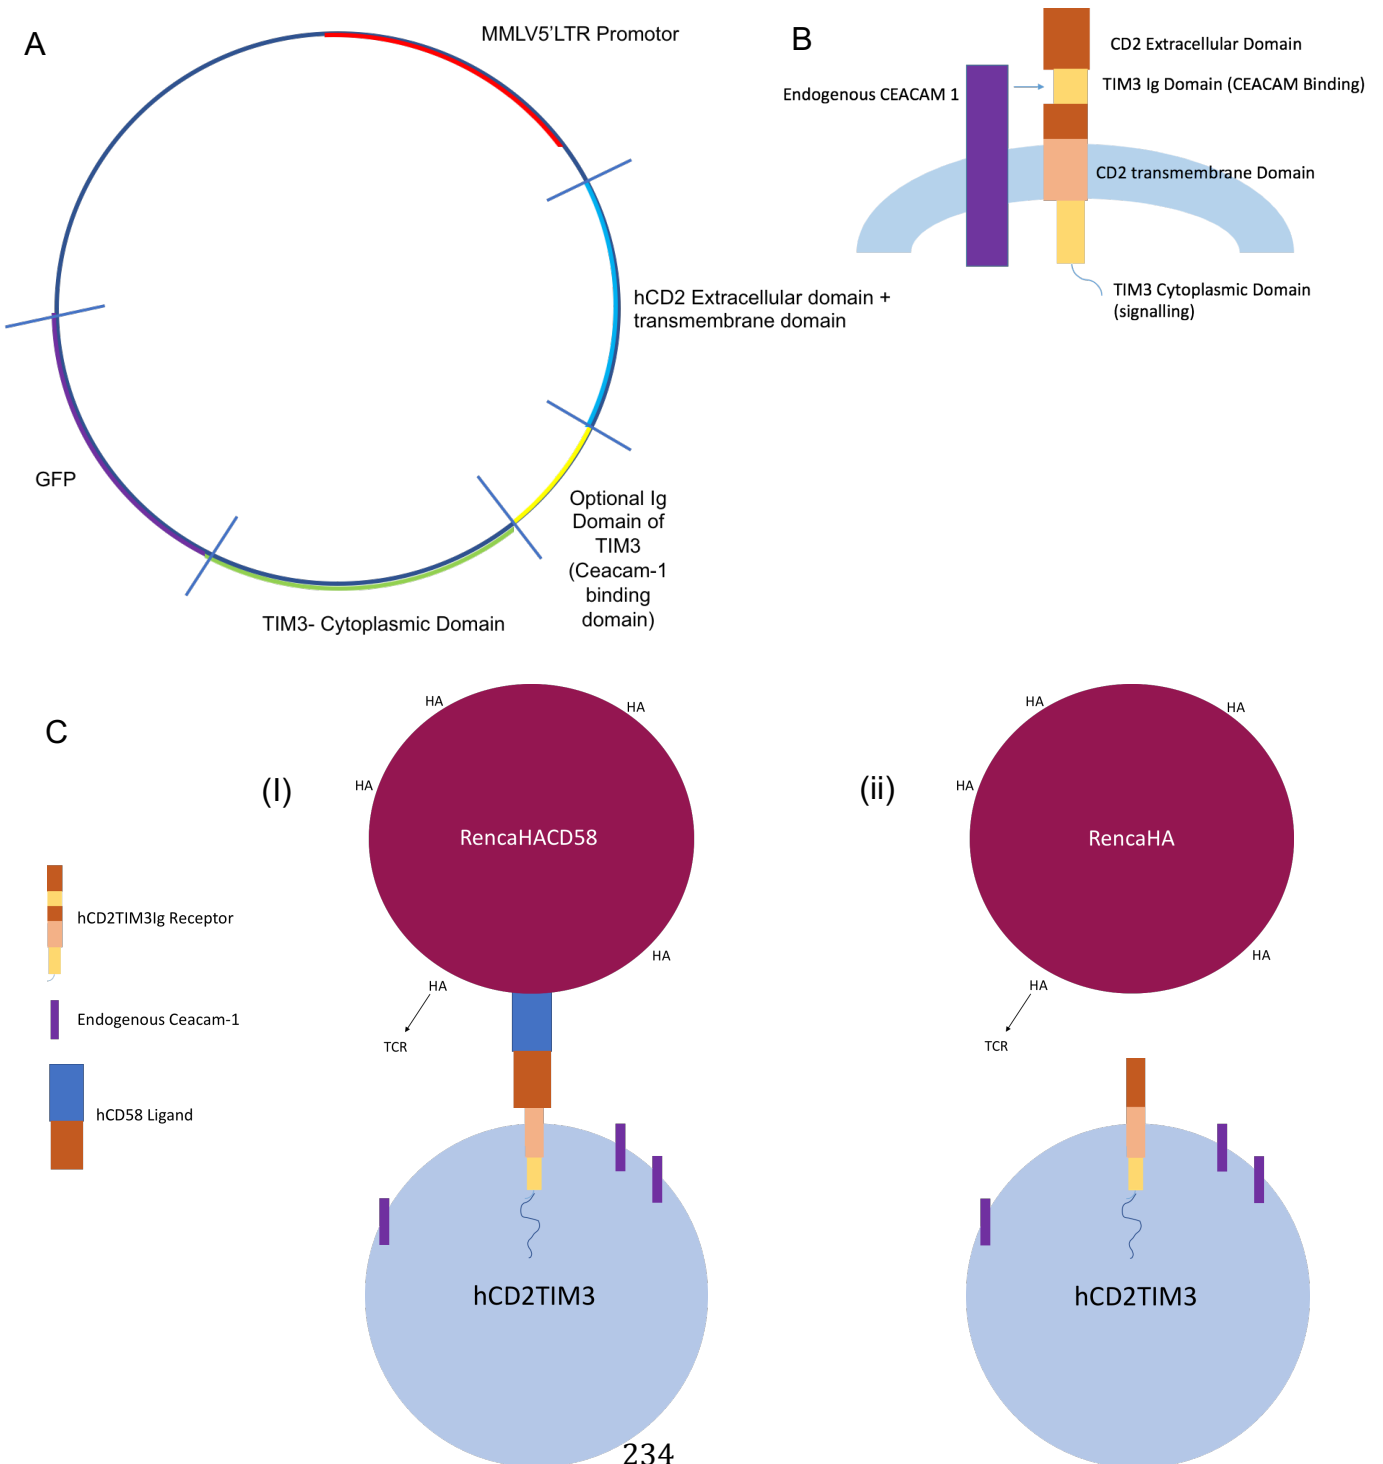 A
MMLV5'LTR Promotor
hCD2 Extracellular domain +
transmembrane domain
Optional Ig
Domain of
TIM3
(Ceacam-1
binding
domain)
TIM3- Cytoplasmic Domain
GFP
B
CD2 Extracellular Domain
Endogenous CEACAM 1
TIM3 Ig Domain (CEACAM Binding)
CD2 transmembrane Domain
TIM3 Cytoplasmic Domain
(signalling)
C
hCD2TIM3Ig Receptor
Endogenous Ceacam-1
hCD58 Ligand
(I)
HA
HA
HA
RencaHACD58
HA
HA
TCR
hCD2TIM3
(ii)
HA
HA
HA
RencaHA
HA
HA
TCR
hCD2TIM3
234